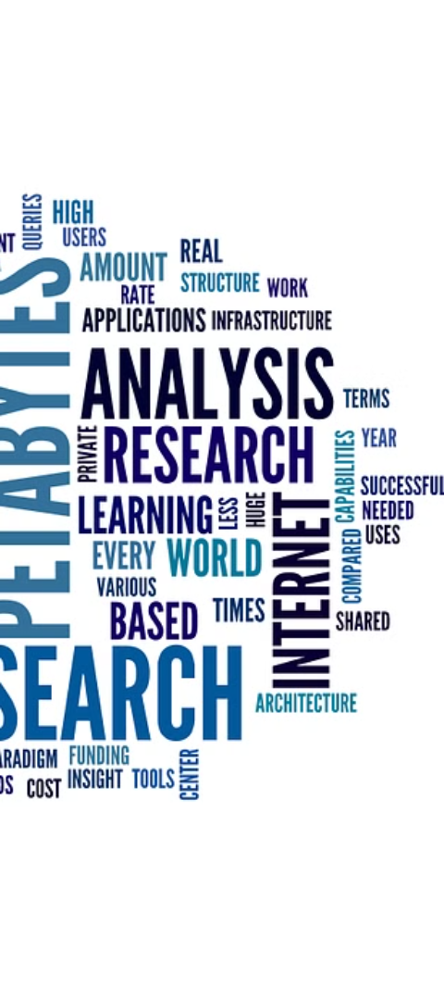 QUERIES
HIGH
NT
USERS
REAL
AMOUNT
STRUCTURE
WORK
RATE
APPLICATIONS
INFRASTRUCTURE
PETABYTES
ANALYSIS
TERMS
PRIVATE
RESEARCH
CAPABILITIES
YEAR
SUCCESSFUL
LEARNING
LESS
HUGE
INTERNET
NEEDED
USES
EVERY
WORLD
COMPARED
VARIOUS
BASED
TIMES
SHARED
SEARCH
ARCHITECTURE
ARADIGM
FUNDING
CENTER
DS
COST
INSIGHT
TOOLS